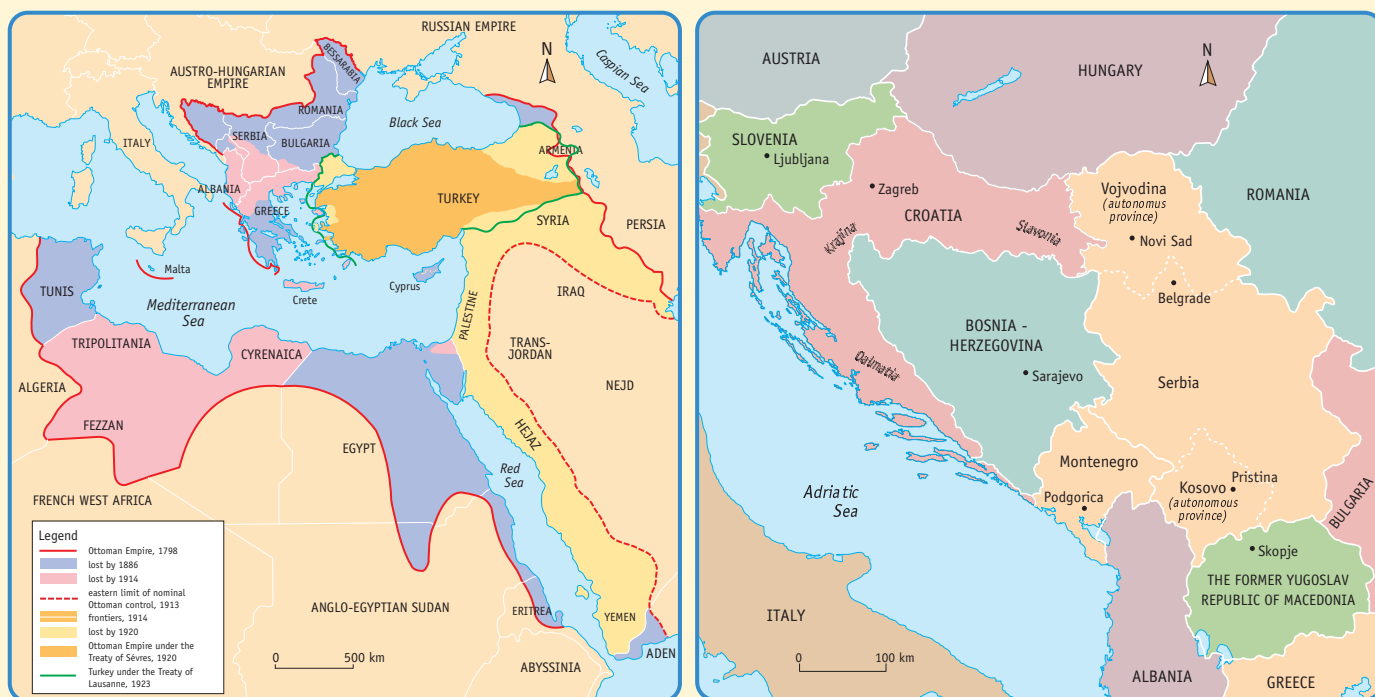 RUSSIAN EMPIRE
N
Caspian Sea
BESSARABIA
AUSTRO-HUNGARIAN
EMPIRE
ROMANIA
Black Sea
SERBIA
BULGARIA
ITALY
ARMENIA
ALBANIA
TURKEY
GREECE
SYRIA
PERSIA
Malta
TUNIS
Cyprus
IRAQ
Crete
Mediterranean
Sea
PALESTINE
TRIPOLITANIA
CYRENAICA
TRANS-
JORDAN
ALGERIA
NEJD
FEZZAN
HEJAZ
EGYPT
Red
Sea
FRENCH WEST AFRICA
Legend
Ottoman Empire, 1798
lost by 1886
lost by 1914
eastern limit of nominal
Ottoman control, 1913
frontiers, 1914
lost by 1920
Ottoman Empire under the
Treaty of Sévres, 1920
Turkey under the Treaty of
Lausanne, 1923
ANGLO-EGYPTIAN SUDAN
ERITREA
YEMEN
ADEN
0 500 km
ABYSSINIA
AUSTRIA
HUNGARY
N
SLOVENIA
Ljubljana
Zagreb
CROATIA
Vojvodina
(autonomus
province)
ROMANIA
Krajina
Slavonia
Novi Sad
Belgrade
BOSNIA -
HERZEGOVINA
Dalmatia
Sarajevo
Serbia
Montenegro
Podgorica
Kosovo
Pristina
(autonomous
province)
BULGARIA
Adriatic
Sea
Skopje
THE FORMER YUGOSLAV
REPUBLIC OF MACEDONIA
ITALY
0 100 km
ALBANIA
GREECE